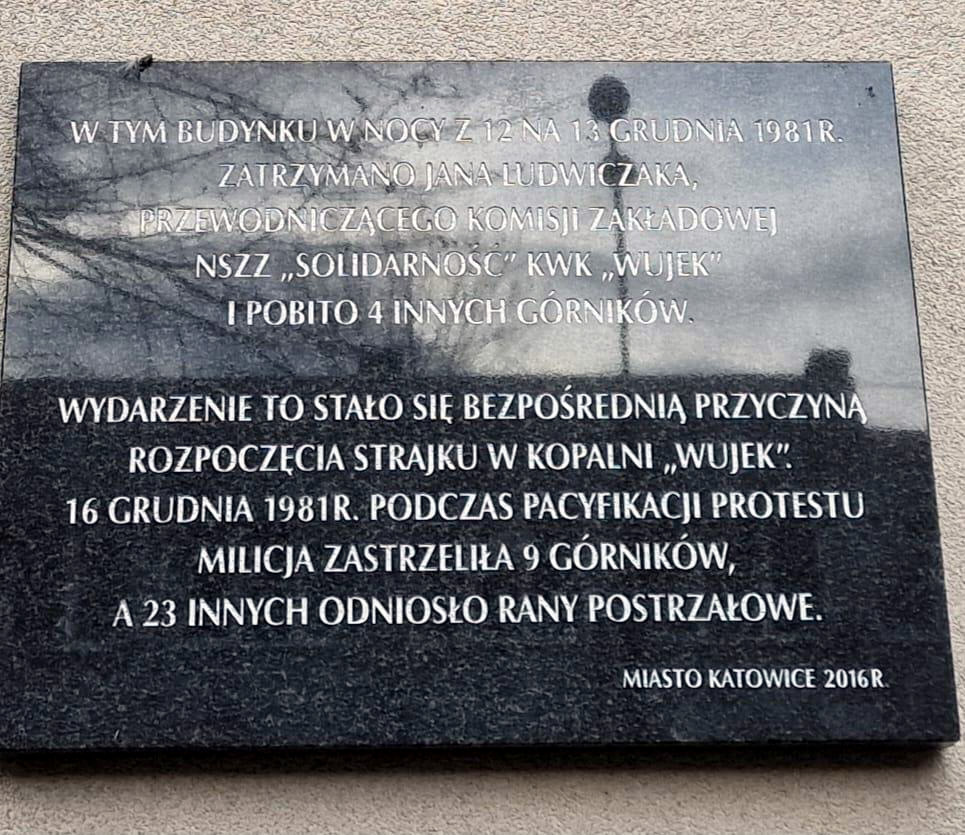 W TYM BUDYNKU W NOCY Z 12 NA 13 GRUDNIA 1981R.
ZATRZYMANO JANA LUDWICZAKA,
PRZEWODNICZĄCEGO KOMISJI ZAKŁADOWEJ
NSZZ „SOLIDARNOŚĆ” KWK „WUJEK”
I POBITO 4 INNYCH GÓRNIKÓW.
WYDARZENIE TO STAŁO SIĘ BEZPOŚREDNIĄ PRZYCZYNĄ
ROZPOCZĘCIA STRAJKU W KOPALNI „WUJEK”.
16 GRUDNIA 1981R. PODCZAS PACYFIKACJI PROTESTU
MILICJA ZASTRZELIŁA 9 GÓRNIKÓW,
A 23 INNYCH ODNIOSŁO RANY POSTRZAŁOWE.
MIASTO KATOWICE 2016R.